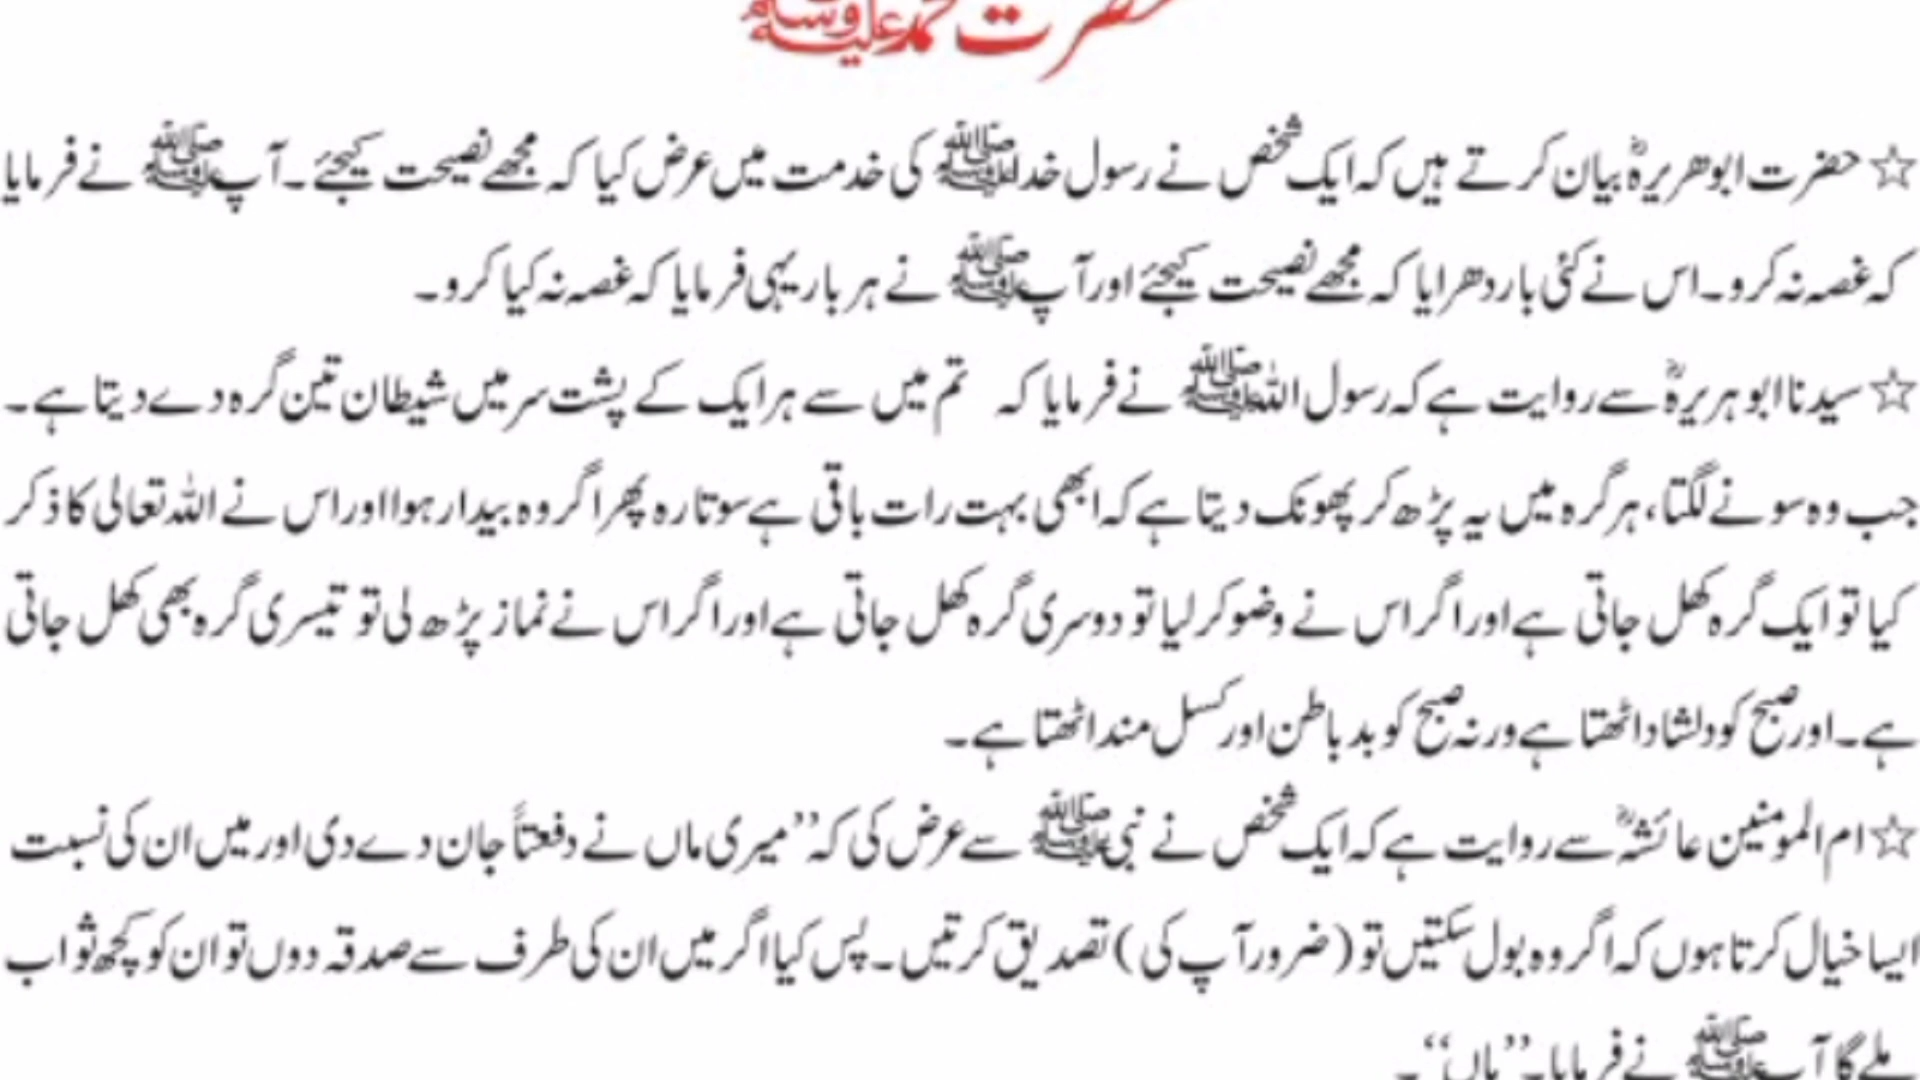 حضرت محمد ﷺ
☆ حضرت ابوھریرہؓ بیان کرتے ہیں کہ ایک شخص نے رسول خداﷺ کی خدمت میں عرض کیا کہ مجھے نصیحت کیجئے۔ آپﷺ نے فرمایا
کہ غصہ نہ کرو۔ اس نے کئی بار دھرایا کہ مجھے نصیحت کیجئے اور آپﷺ نے ہر بار یہی فرمایا کہ غصہ نہ کیا کرو۔
☆ سیدنا ابو ہریرہؓ سے روایت ہے کہ رسول اللہﷺ نے فرمایا کہ تم میں سے ہر ایک کے پشت سر میں شیطان تین گرہ دے دیتا ہے۔
جب وہ سونے لگتا، ہر گرہ میں یہ پڑھ کر پھونک دیتا ہے کہ ابھی بہت رات باقی ہے سوتا رہ پھر اگر وہ بیدار ہوا اور اس نے اللہ تعالی کا ذکر
کیا تو ایک گرہ کھل جاتی ہے اور اگر اس نے وضو کر لیا تو دوسری گرہ کھل جاتی ہے اور اگر اس نے نماز پڑھ لی تو تیسری گرہ بھی کھل جاتی
ہے۔ اور صبح کو دلشاد اٹھتا ہے ورنہ صبح کو بد باطن اور کسل مند اٹھتا ہے۔
☆ ام المومنین عائشہؓ سے روایت ہے کہ ایک شخص نے نبیﷺ سے عرض کی کہ ’’میری ماں نے دفعتاً جان دے دی اور میں ان کی نسبت
ایسا خیال کرتا ہوں کہ اگر وہ بول سکتیں تو (ضرور آپ کی) تصدیق کرتیں۔ پس کیا اگر میں ان کی طرف سے صدقہ دوں تو ان کو کچھ ثواب
ملے گا آپﷺ نے فرمایا۔ ’’ہاں‘‘۔